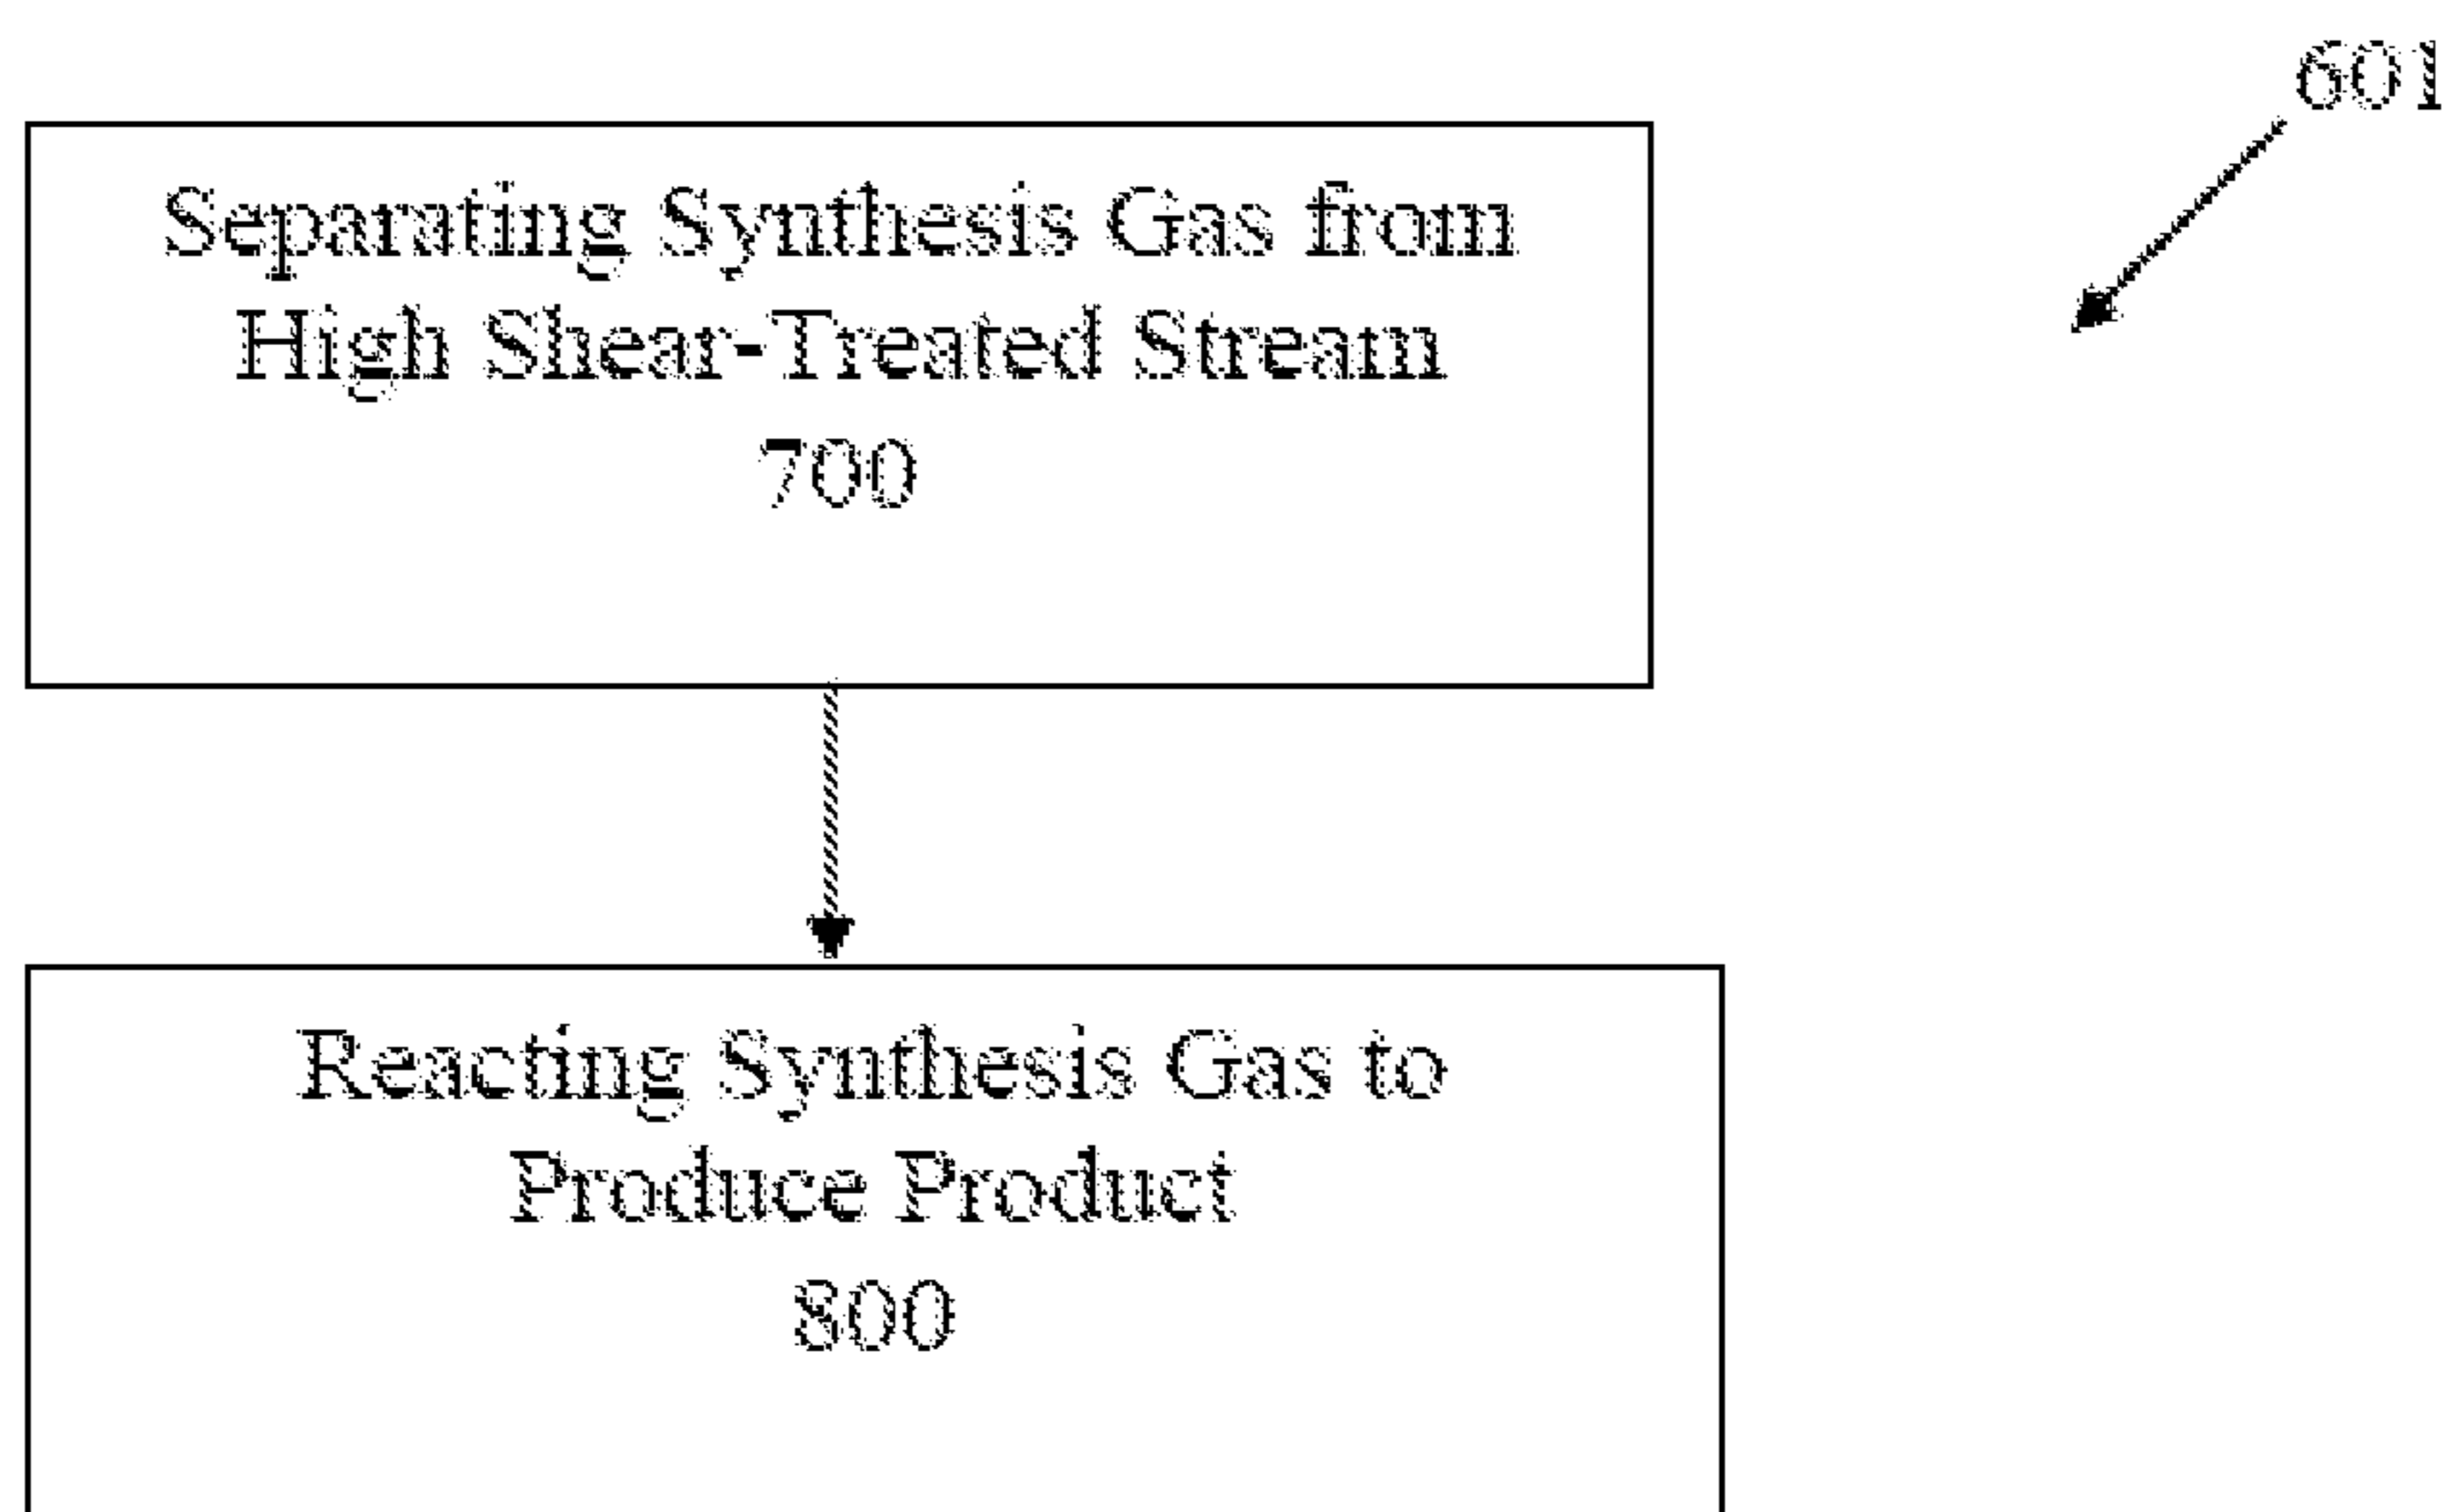 601
Separating Synthesis Gas from
High Shear-Treated Stream
700
Reacting Synthesis Gas to
Produce Product
800